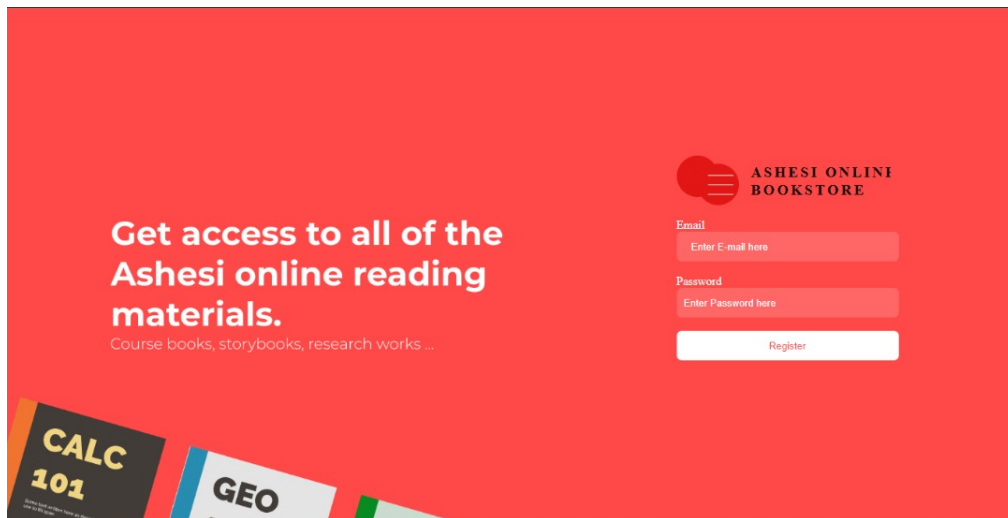 ASHESI ONLINE
BOOKSTORE
Get access to all of the
Ashesi online reading
materials.
Course books, storybooks, research works ...
Email
Enter E-mail here
Password
Enter Password here
Register
CALC
101
GEO